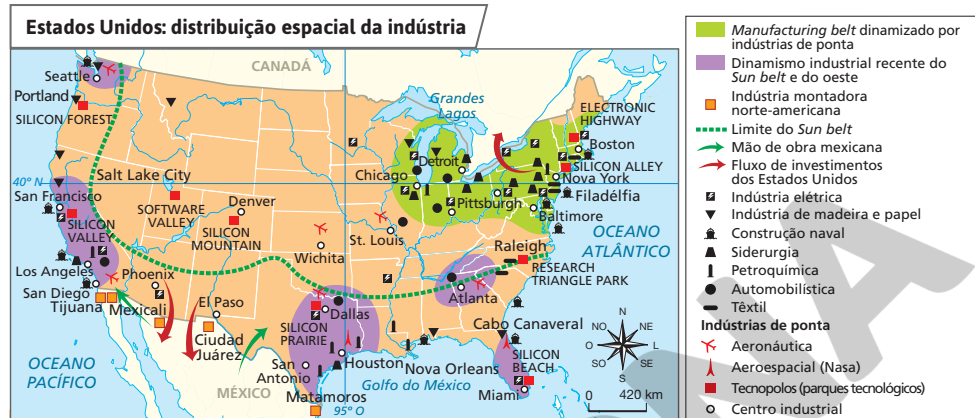 Estados Unidos: distribuição espacial da indústria
CANADÁ
Seattle
Portland
SILICON FOREST
Grandes
Lagos
ELECTRONIC
HIGHWAY
Boston
SILICON ALLEY
Nova York
Filadélfia
Detroit
Chicago
Pittsburgh
Baltimore
40° N
Salt Lake City
San Francisco
SILICON
VALLEY
SOFTWARE
VALLEY
Denver
SILICON
MOUNTAIN
St. Louis
Wichita
OCEANO
ATLÂNTICO
Raleigh
RESEARCH
TRIANGLE PARK
Los Angeles
Phoenix
San Diego
Tijuana
Mexicali
El Paso
Ciudad
Juárez
Dallas
SILICON
PRAIRIE
Atlanta
Cabo Canaveral
SILICON
BEACH
Houston
Nova Orleans
San
Antonio
Golfo do México
Miami
Matamoros
OCEANO
PACÍFICO
MÉXICO
95° O
N
NO
NE
O
L
SO
SE
S
0 420 km
Manufacturing belt dinamizado por
indústrias de ponta
Dinamismo industrial recente do
Sun belt e do oeste
Indústria montadora
norte-americana
Limite do Sun belt
Mão de obra mexicana
Fluxo de investimentos
dos Estados Unidos
Indústria elétrica
Indústria de madeira e papel
Construção naval
Siderurgia
Petroquímica
Automobilística
Têxtil
Indústrias de ponta
Aeronáutica
Aeroespacial (Nasa)
Tecnopolos (parques tecnológicos)
Centro industrial